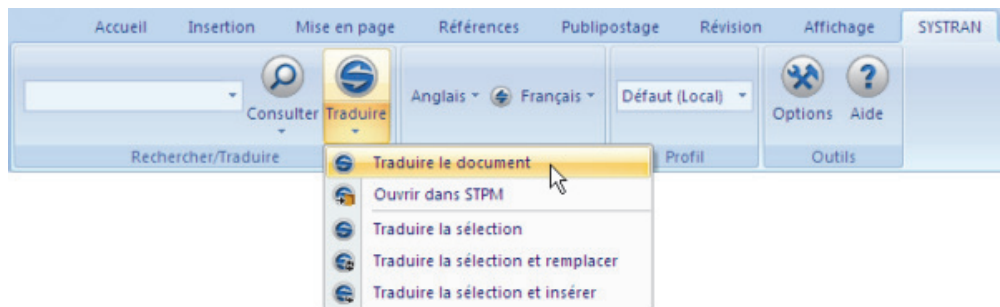 Accueil Insertion Mise en page Références Publipostage Révision Affichage SYSTRAN
Anglais Français Défaut (Local)
Consulter Traduire Options Aide
Rechercher/Traduire Profil Outils
Traduire le document
Ouvrir dans STPM
Traduire la sélection
Traduire la sélection et remplacer
Traduire la sélection et insérer